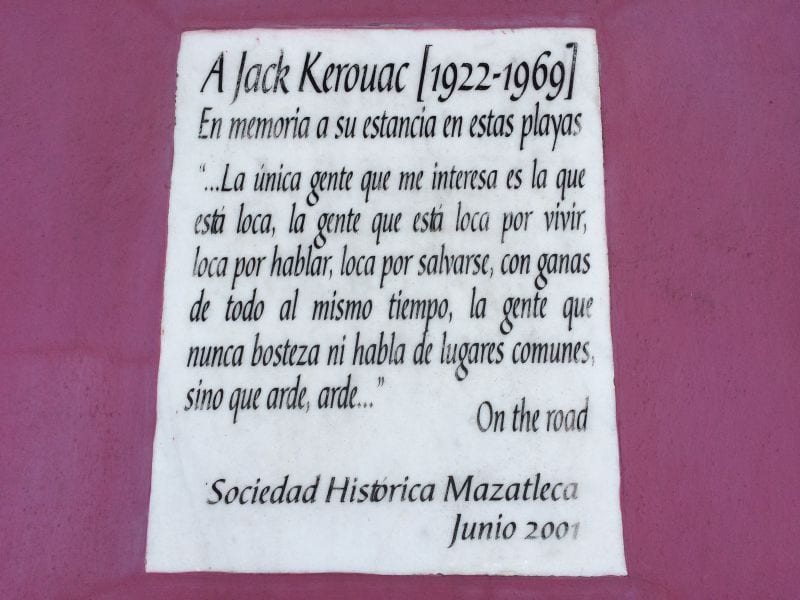 A Jack Kerouac [1922-1969]
En memoria a su estancia en estas playas
"...La única gente que me interesa es la que
está loca, la gente que está loca por vivir,
loca por hablar, loca por salvarse, con ganas
de todo al mismo tiempo, la gente que
nunca bosteza ni habla de lugares comunes,
sino que arde, arde..."
On the road
Sociedad Histórica Mazatleca
Junio 2001